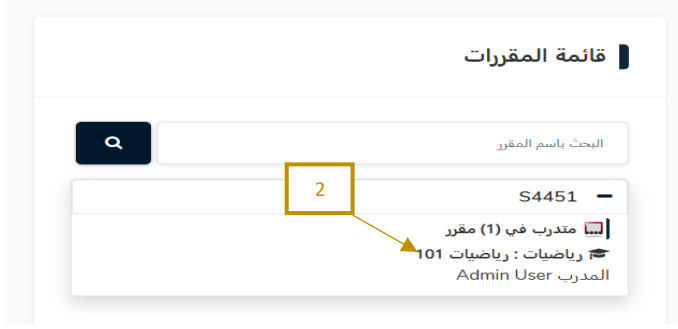 قائمة المقررات
البحث باسم المقرر
2
S4451
متدرب في (1) مقرر
رياضيات : رياضيات 101
المدرب Admin User